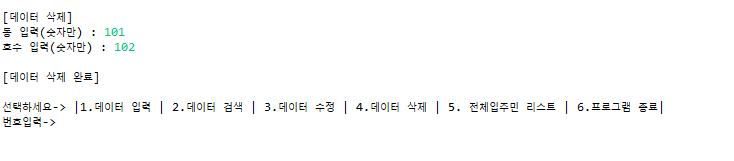 [데이터 삭제]
동 입력(숫자만) : 101
호수 입력(숫자만) : 102
[데이터 삭제 완료]
선택하세요-> |1.데이터 입력 | 2.데이터 검색 | 3.데이터 수정 | 4.데이터 삭제 | 5. 전체입주민 리스트 | 6.프로그램 종료|
번호입력->